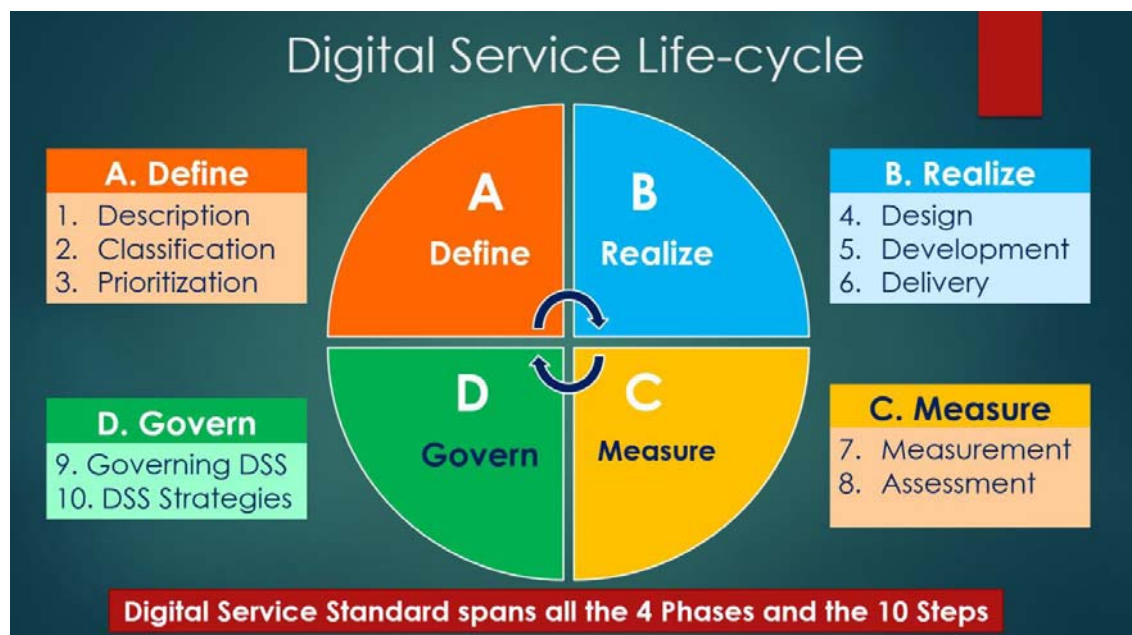 Digital Service Life-cycle
A. Define
1. Description
2. Classification
3. Prioritization
A
Define
B
Realize
B. Realize
4. Design
5. Development
6. Delivery
D. Govern
9. Governing DSS
10. DSS Strategies
D
Govern
C
Measure
C. Measure
7. Measurement
8. Assessment
Digital Service Standard spans all the 4 Phases and the 10 Steps